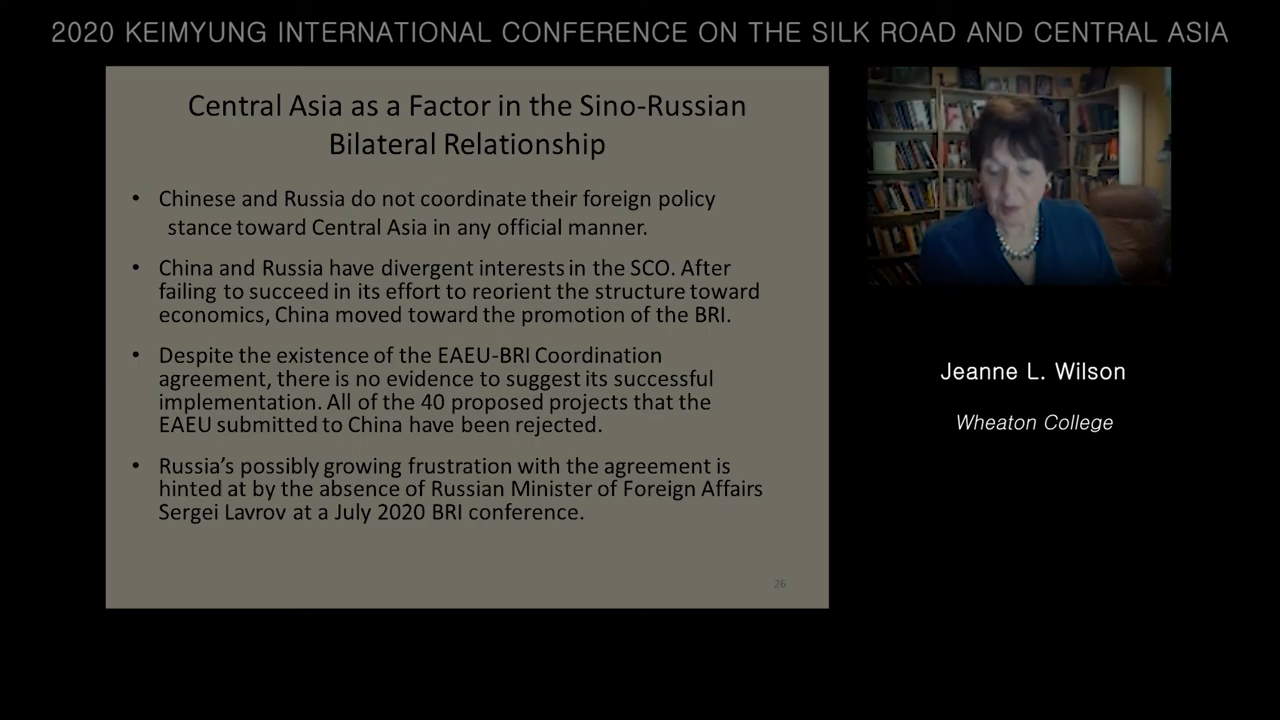 2020 KEIMYUNG INTERNATIONAL CONFERENCE ON THE SILK ROAD AND CENTRAL ASIA
Central Asia as a Factor in the Sino-Russian
Bilateral Relationship
• Chinese and Russia do not coordinate their foreign policy
stance toward Central Asia in any official manner.
• China and Russia have divergent interests in the SCO. After
failing to succeed in its effort to reorient the structure toward
economics, China moved toward the promotion of the BRI.
• Despite the existence of the EAEU-BRI Coordination
agreement, there is no evidence to suggest its successful
implementation. All of the 40 proposed projects that the
EAEU submitted to China have been rejected.
• Russia's possibly growing frustration with the agreement is
hinted at by the absence of Russian Minister of Foreign Affairs
Sergei Lavrov at a July 2020 BRI conference.
26
Jeanne L. Wilson
Wheaton College